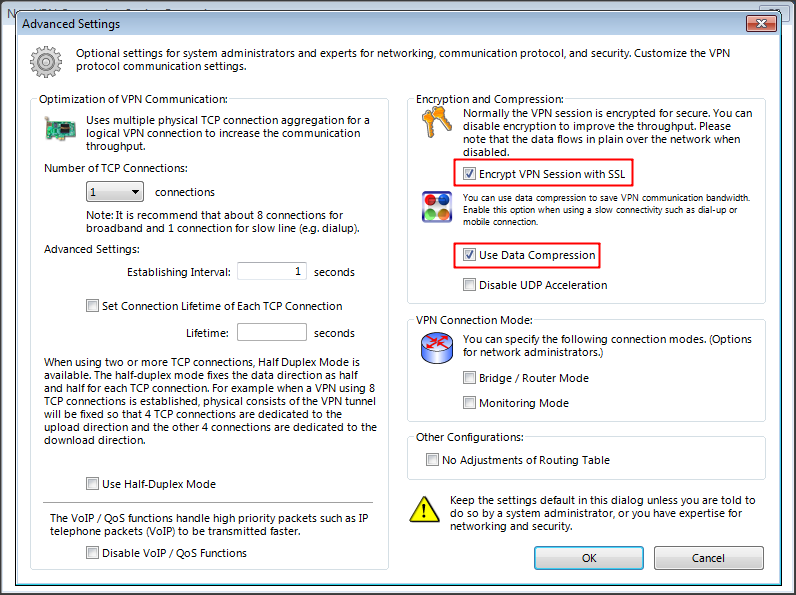 Advanced Settings
Optional settings for system administrators and experts for networking, communication protocol, and security. Customize the VPN
protocol communication settings.
Optimization of VPN Communication:
Uses multiple physical TCP connection aggregation for a
logical VPN connection to increase the communication
throughput.
Number of TCP Connections:
1 connections
Note: It is recommend that about 8 connections for
broadband and 1 connection for slow line (e.g. dialup).
Advanced Settings:
Establishing Interval: 1 seconds
Set Connection Lifetime of Each TCP Connection
Lifetime: seconds
When using two or more TCP connections, Half Duplex Mode is
available. The half-duplex mode fixes the data direction as half
and half for each TCP connection. For example when a VPN using 8
TCP connections is established, physical consists of the VPN tunnel
will be fixed so that 4 TCP connections are dedicated to the
upload direction and the other 4 connections are dedicated to the
download direction.
Use Half-Duplex Mode
The VoIP / QoS functions handle high priority packets such as IP
telephone packets (VoIP) to be transmitted faster.
Disable VoIP / QoS Functions
Encryption and Compression:
Normally the VPN session is encrypted for secure. You can
disable encryption to improve the throughput. Please
note that the data flows in plain over the network when
disabled.
Encrypt VPN Session with SSL
You can use data compression to save VPN communication bandwidth.
Enable this option when using a slow connectivity such as dial-up or
mobile connection.
Use Data Compression
Disable UDP Acceleration
VPN Connection Mode:
You can specify the following connection modes. (Options
for network administrators.)
Bridge / Router Mode
Monitoring Mode
Other Configurations:
No Adjustments of Routing Table
Keep the settings default in this dialog unless you are told to
do so by a system administrator, or you have expertise for
networking and security.
OK
Cancel